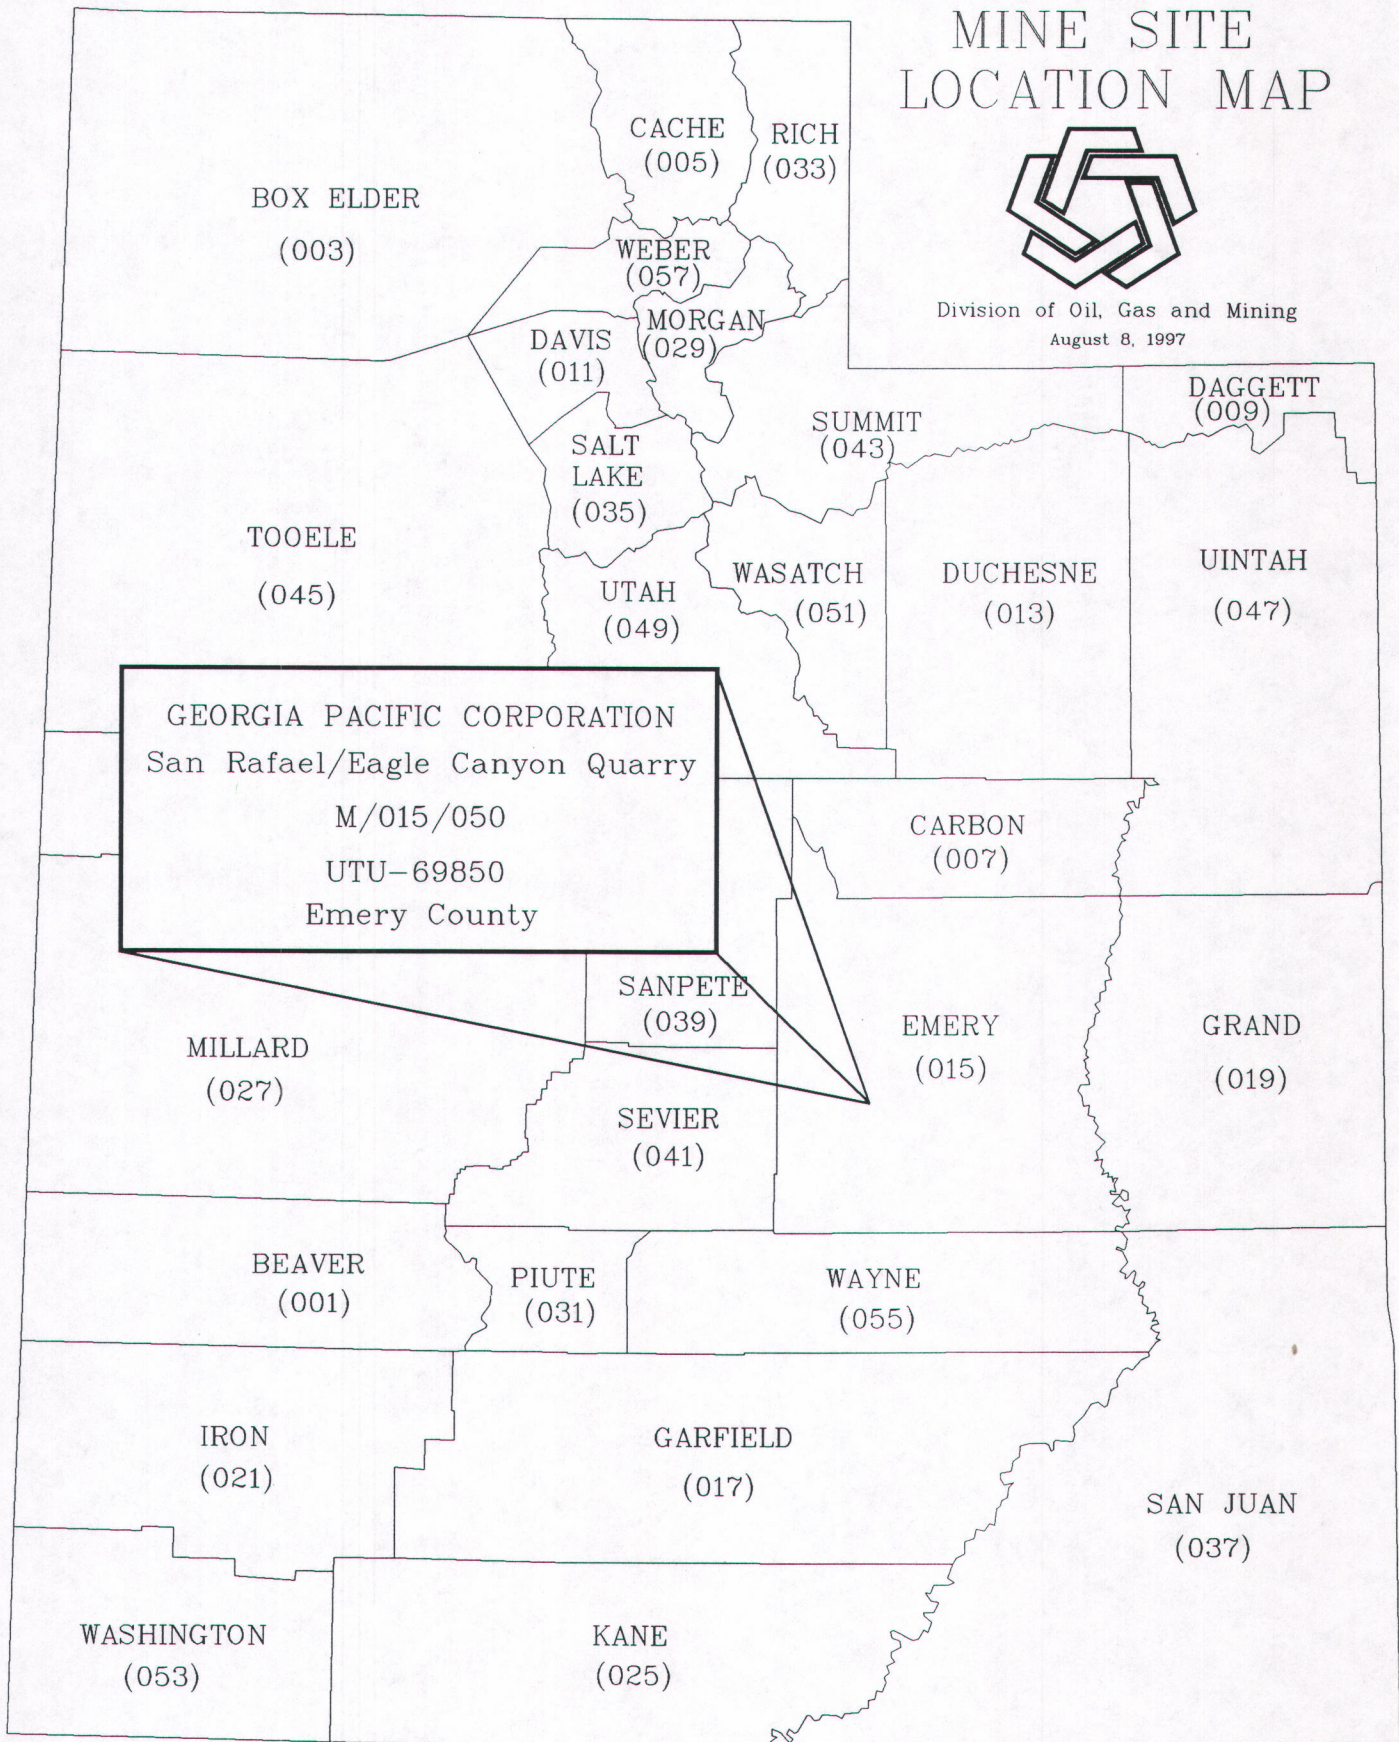 MINE SITE
LOCATION MAP
Division of Oil, Gas and Mining
August 8, 1997
CACHE
(005)
RICH
(033)
BOX ELDER
(003)
WEBER
(057)
MORGAN
(029)
DAVIS
(011)
DAGGETT
(009)
SUMMIT
(043)
SALT
LAKE
(035)
TOOELE
(045)
UTAH
(049)
WASATCH
(051)
DUCHESNE
(013)
UINTAH
(047)
GEORGIA PACIFIC CORPORATION
San Rafael/Eagle Canyon Quarry
M/015/050
UTU-69850
Emery County
CARBON
(007)
SANPETE
(039)
EMERY
(015)
GRAND
(019)
MILLARD
(027)
SEVIER
(041)
BEAVER
(001)
PIUTE
(031)
WAYNE
(055)
IRON
(021)
GARFIELD
(017)
SAN JUAN
(037)
WASHINGTON
(053)
KANE
(025)